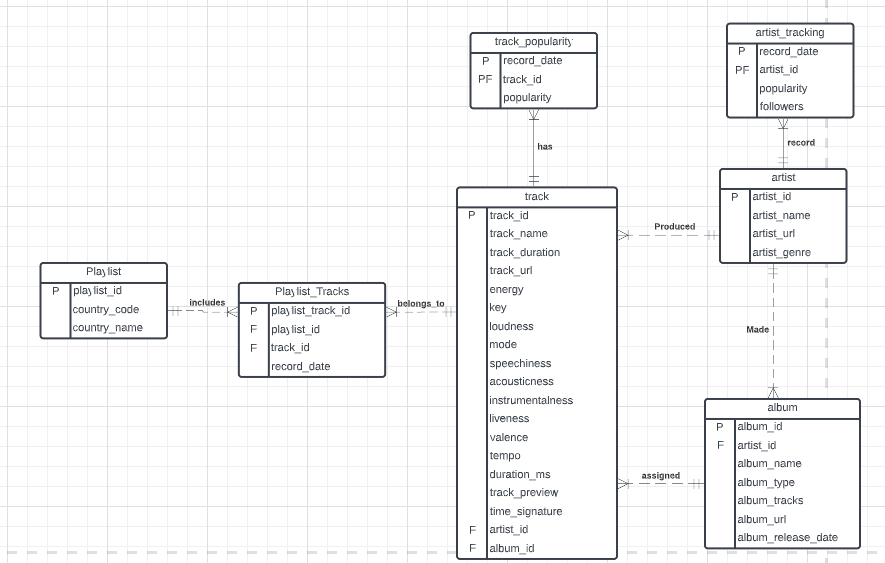 track_popularity
P record_date
PF track_id
popularity
artist_tracking
P record_date
PF artist_id
popularity
followers
has
record
artist
P artist_id
artist_name
artist_url
artist_genre
track
P track_id
track_name
track_duration
track_url
energy
key
loudness
mode
speechiness
acousticness
instrumentalness
liveness
valence
tempo
duration_ms
track_preview
time_signature
F artist_id
F album_id
Produced
Playlist
P playlist_id
country_code
country_name
includes
Playlist_Tracks
P playlist_track_id
F playlist_id
F track_id
record_date
belongs_to
Made
album
P album_id
F artist_id
album_name
album_type
album_tracks
album_url
album_release_date
assigned